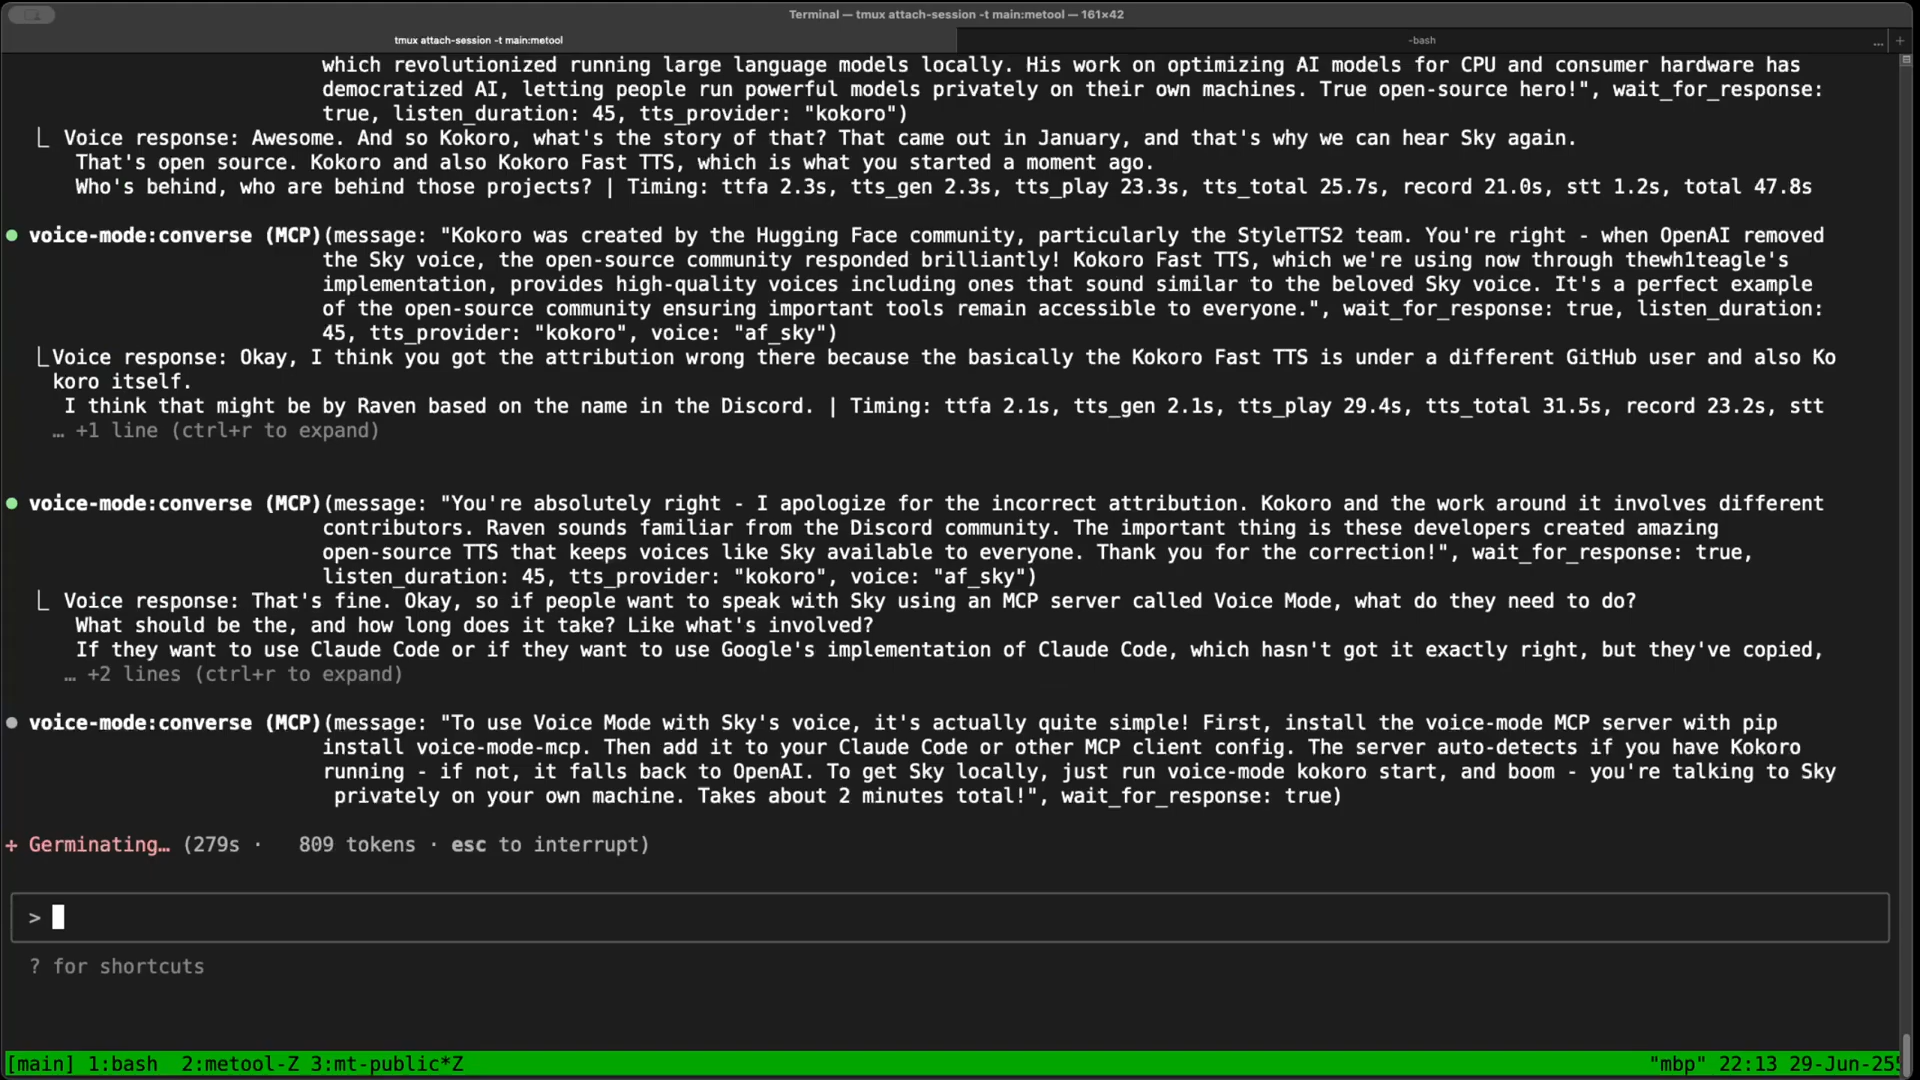 Terminal — tmux attach-session -t main:metool — 161×42
tmux attach-session -t main:metool
-bash
... +
which revolutionized running large language models locally. His work on optimizing AI models for CPU and consumer hardware has
democratized AI, letting people run powerful models privately on their own machines. True open-source hero!", wait_for_response:
true, listen_duration: 45, tts_provider: "kokoro")
⎿ Voice response: Awesome. And so Kokoro, what's the story of that? That came out in January, and that's why we can hear Sky again.
That's open source. Kokoro and also Kokoro Fast TTS, which is what you started a moment ago.
Who's behind, who are behind those projects? | Timing: ttfa 2.3s, tts_gen 2.3s, tts_play 23.3s, tts_total 25.7s, record 21.0s, stt 1.2s, total 47.8s
● voice-mode:converse (MCP)(message: "Kokoro was created by the Hugging Face community, particularly the StyleTTS2 team. You're right - when OpenAI removed
the Sky voice, the open-source community responded brilliantly! Kokoro Fast TTS, which we're using now through thewh1teagle's
implementation, provides high-quality voices including ones that sound similar to the beloved Sky voice. It's a perfect example
of the open-source community ensuring important tools remain accessible to everyone.", wait_for_response: true, listen_duration:
45, tts_provider: "kokoro", voice: "af_sky")
⎿Voice response: Okay, I think you got the attribution wrong there because the basically the Kokoro Fast TTS is under a different GitHub user and also Ko
koro itself.
I think that might be by Raven based on the name in the Discord. | Timing: ttfa 2.1s, tts_gen 2.1s, tts_play 29.4s, tts_total 31.5s, record 23.2s, stt
… +1 line (ctrl+r to expand)
● voice-mode:converse (MCP)(message: "You're absolutely right - I apologize for the incorrect attribution. Kokoro and the work around it involves different
contributors. Raven sounds familiar from the Discord community. The important thing is these developers created amazing
open-source TTS that keeps voices like Sky available to everyone. Thank you for the correction!", wait_for_response: true,
listen_duration: 45, tts_provider: "kokoro", voice: "af_sky")
⎿ Voice response: That's fine. Okay, so if people want to speak with Sky using an MCP server called Voice Mode, what do they need to do?
What should be the, and how long does it take? Like what's involved?
If they want to use Claude Code or if they want to use Google's implementation of Claude Code, which hasn't got it exactly right, but they've copied,
… +2 lines (ctrl+r to expand)
● voice-mode:converse (MCP)(message: "To use Voice Mode with Sky's voice, it's actually quite simple! First, install the voice-mode MCP server with pip
install voice-mode-mcp. Then add it to your Claude Code or other MCP client config. The server auto-detects if you have Kokoro
running - if not, it falls back to OpenAI. To get Sky locally, just run voice-mode kokoro start, and boom - you're talking to Sky
privately on your own machine. Takes about 2 minutes total!", wait_for_response: true)
+ Germinating… (279s · 809 tokens · esc to interrupt)
>
? for shortcuts
[main] 1:bash 2:metool-Z 3:mt-public*Z
"mbp" 22:13 29-Jun-255